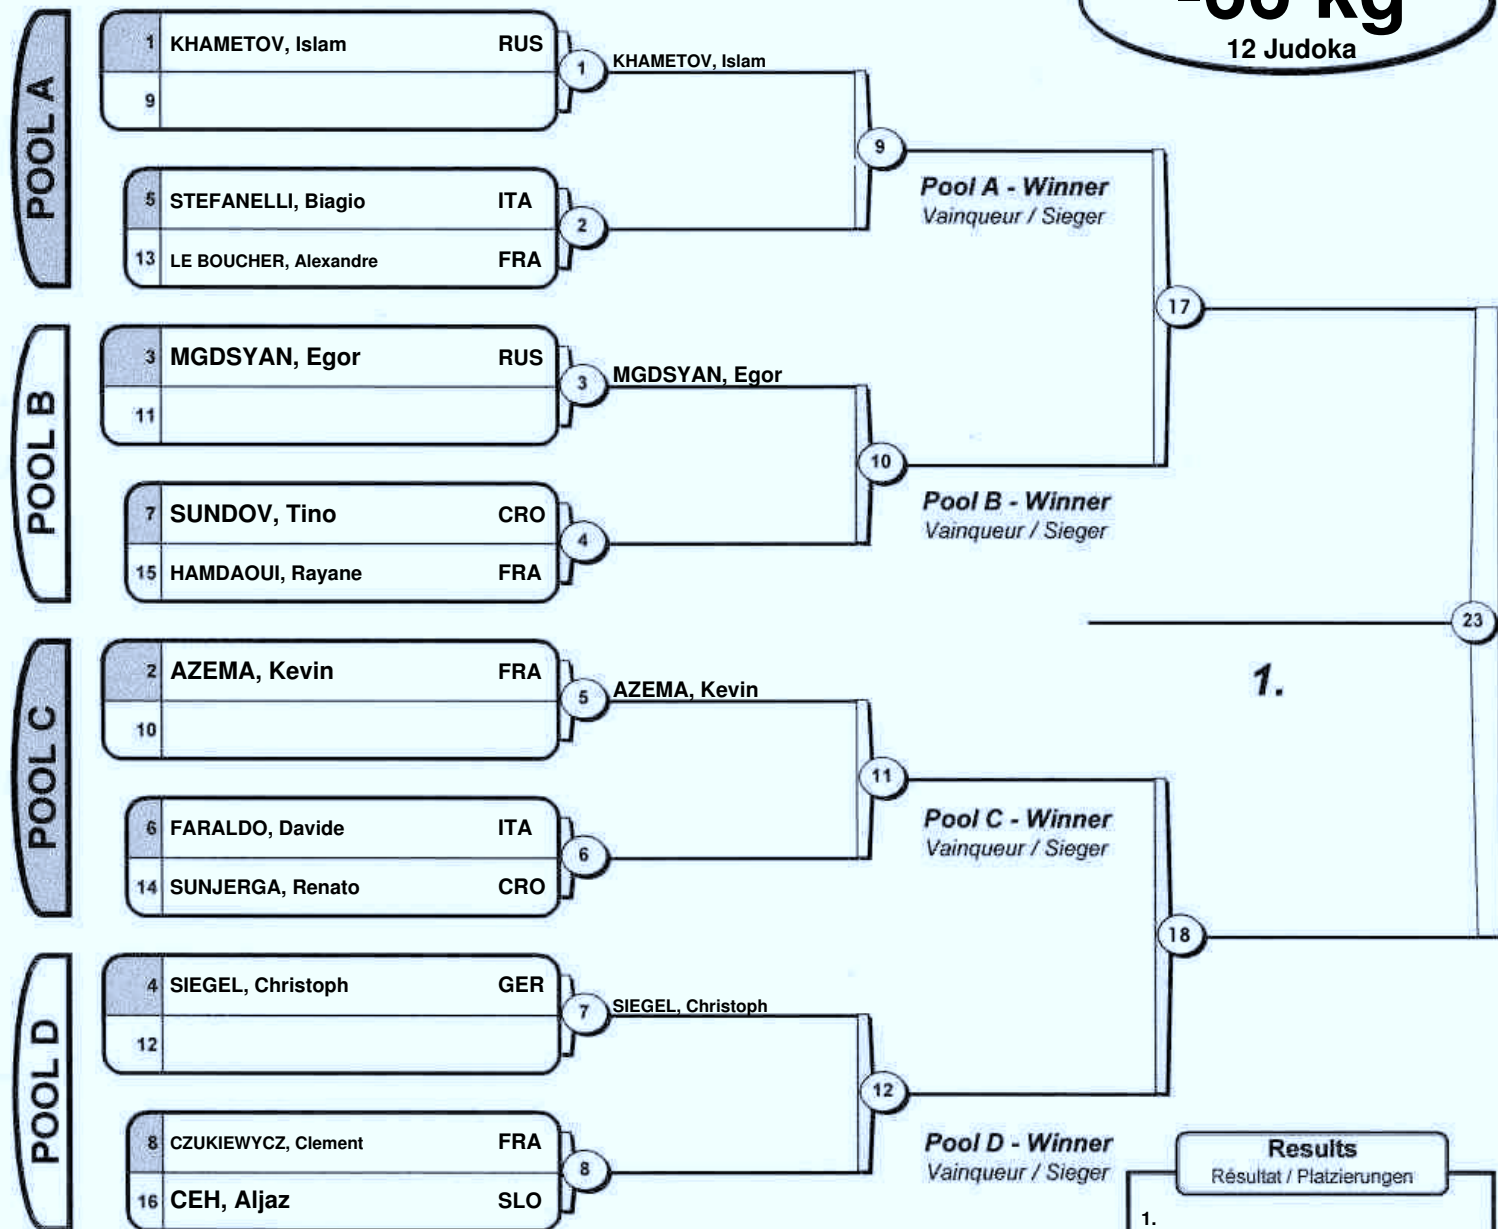 -60 kg
12 Judoka
POOL A
1 KHAMETOV, Islam RUS
9
1 KHAMETOV, Islam
5 STEFANELLI, Biagio ITA
13 LE BOUCHER, Alexandre FRA
2
9
Pool A - Winner
Vainqueur / Sieger
POOL B
3 MGDSYAN, Egor RUS
11
3 MGDSYAN, Egor
7 SUNDOV, Tino CRO
15 HAMDAOUI, Rayane FRA
4
10
Pool B - Winner
Vainqueur / Sieger
17
POOL C
2 AZEMA, Kevin FRA
10
5 AZEMA, Kevin
6 FARALDO, Davide ITA
14 SUNJERGA, Renato CRO
6
11
Pool C - Winner
Vainqueur / Sieger
23
1.
POOL D
4 SIEGEL, Christoph GER
12
7 SIEGEL, Christoph
8 CZUKIEWYCZ, Clement FRA
16 CEH, Aljaz SLO
8
12
Pool D - Winner
Vainqueur / Sieger
18
Results
Résultat / Platzierungen
1.